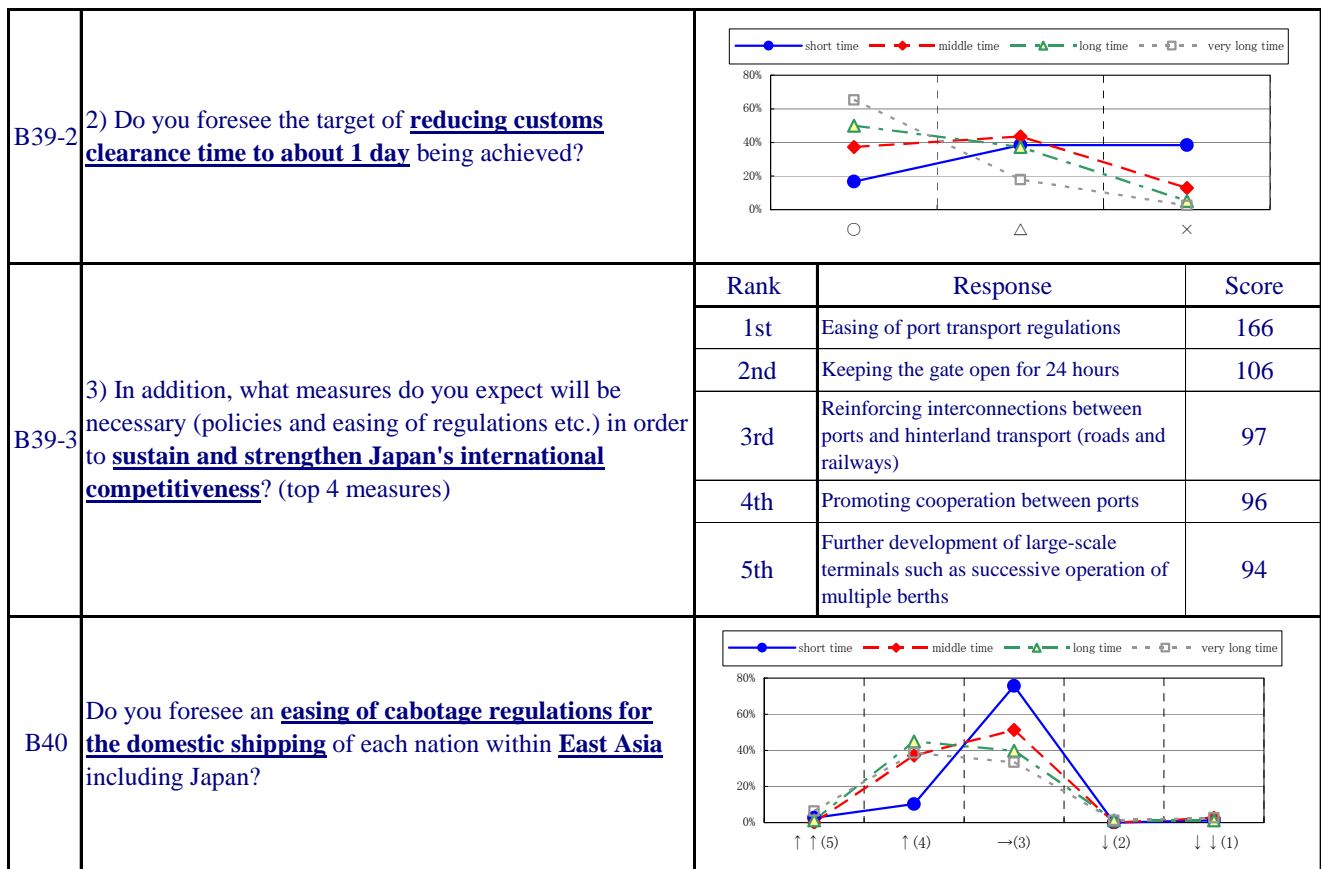 B39-2
2) Do you foresee the target of reducing customs
clearance time to about 1 day being achieved?
short time middle time long time very long time
80%
60%
40%
20%
0%
○ △ ×
B39-3
3) In addition, what measures do you expect will be
necessary (policies and easing of regulations etc.) in order
to sustain and strengthen Japan's international
competitiveness? (top 4 measures)
Rank Response Score
1st Easing of port transport regulations 166
2nd Keeping the gate open for 24 hours 106
3rd Reinforcing interconnections between
ports and hinterland transport (roads and
railways) 97
4th Promoting cooperation between ports 96
5th Further development of large-scale
terminals such as successive operation of
multiple berths 94
B40
Do you foresee an easing of cabotage regulations for
the domestic shipping of each nation within East Asia
including Japan?
short time middle time long time very long time
80%
60%
40%
20%
0%
↑↑(5) ↑(4) →(3) ↓(2) ↓↓(1)